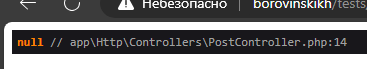 Небезопасно borovinskikh/tests
null // app\Http\Controllers\PostController.php:14